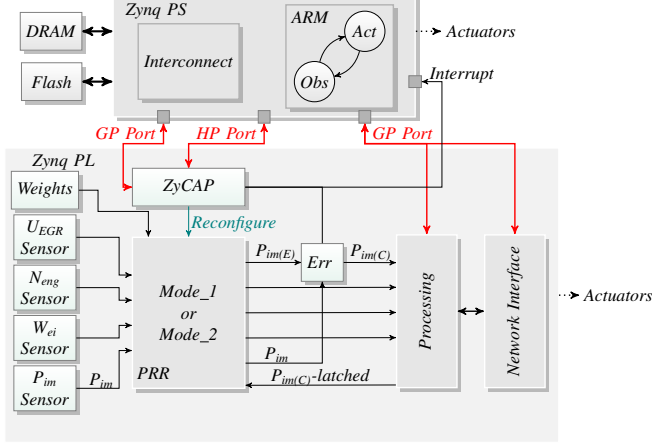 Zynq PS
DRAM
Flash
Interconnect
ARM
Act
Obs
Actuators
Interrupt
GP Port
HP Port
GP Port
Zynq PL
Weights
ZyCAP
Reconfigure
U_EGR
Sensor
N_eng
Sensor
W_ei
Sensor
P_im
Sensor
P_im
Mode_1
or
Mode_2
PRR
P_im(E)
Err
P_im(C)
P_im
P_im(C)-latched
Processing
Network Interface
Actuators